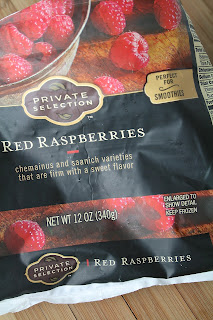 PRIVATE
SELECTION
™
PERFECT
FOR
SMOOTHIES
RED RASPBERRIES
chemainus and saanich varieties
that are firm with a sweet flavor
ENLARGED TO
SHOW DETAIL
KEEP FROZEN
NET WT 12 OZ (340g)
PRIVATE
SELECTION
RED RASPBERRIES